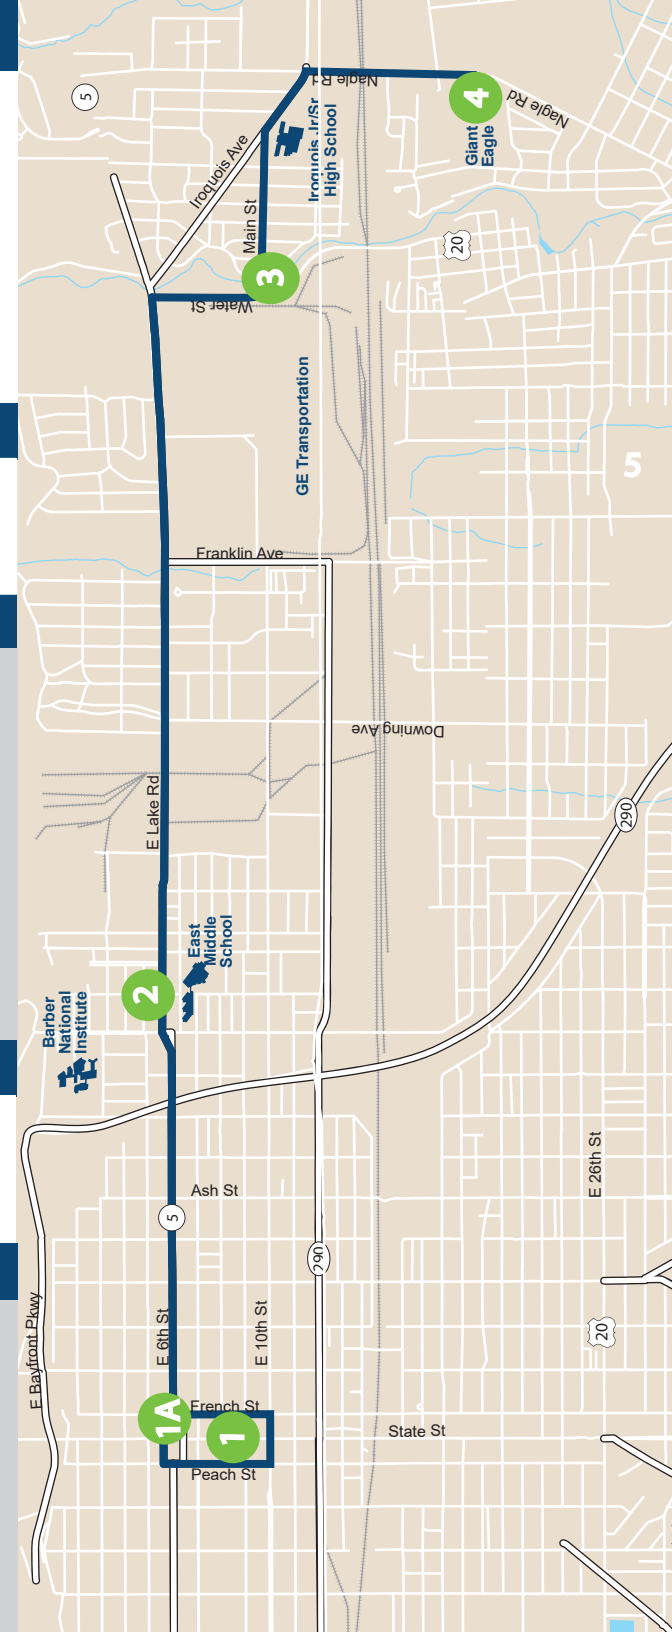 5
Nagle Rd
4
Nagle Rd
Giant
Eagle
Iroquois Jr/Sr
High School
Iroquois Ave
Main St
20
3
Water St
GE Transportation
5
Franklin Ave
Downing Ave
E Lake Rd
290
East
Middle
School
2
Barber
National
Institute
Ash St
E 26th St
5
290
E Bayfront Pkwy
E 6th St
E 10th St
20
1A
French St
1
State St
Peach St